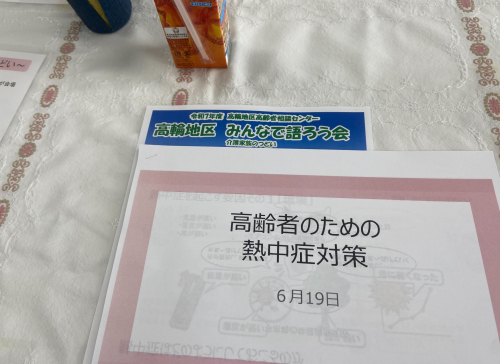 令和7年度 高輪地区高齢者相談センター
高輪地区 みんなで語ろう会
介護家族のつどい
高齢者のための
熱中症対策
6月19日
どい～